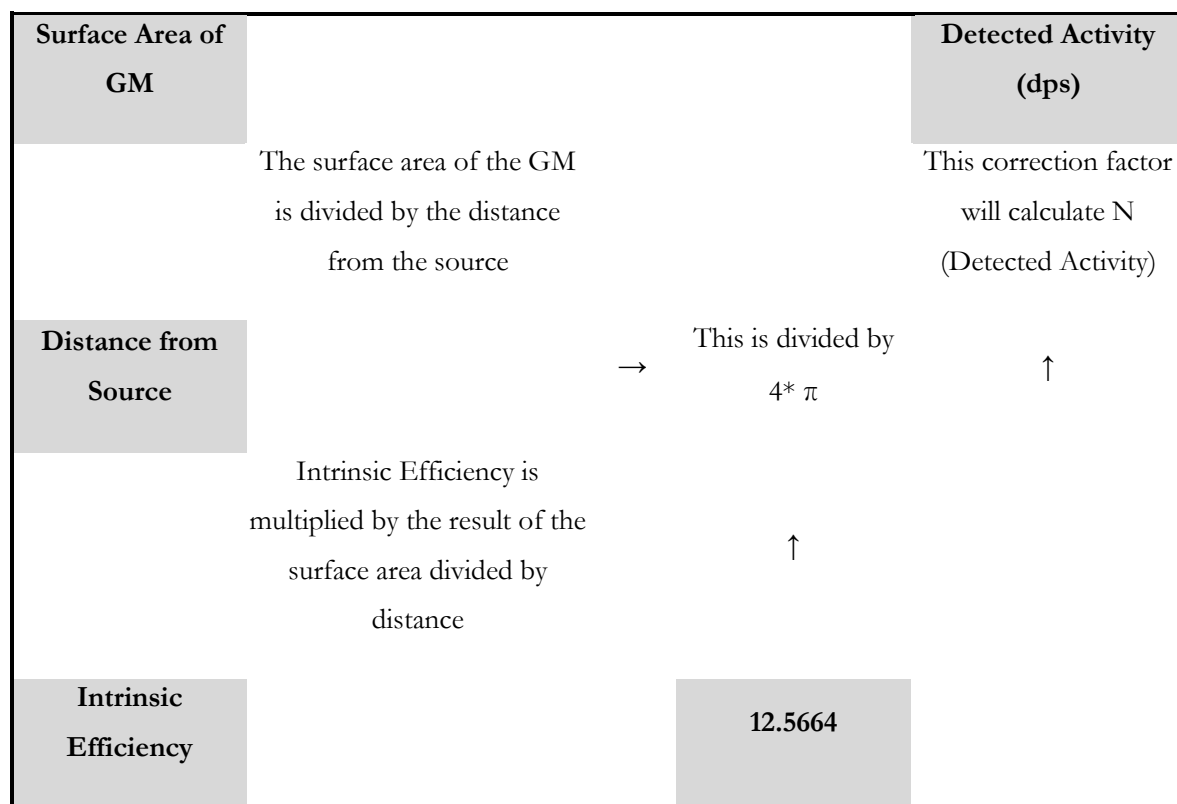 Surface Area of
GM
Detected Activity
(dps)
The surface area of the GM
is divided by the distance
from the source
This correction factor
will calculate N
(Detected Activity)
Distance from
Source
→
This is divided by
4* π
↑
Intrinsic Efficiency is
multiplied by the result of the
surface area divided by
distance
↑
Intrinsic
Efficiency
12.5664